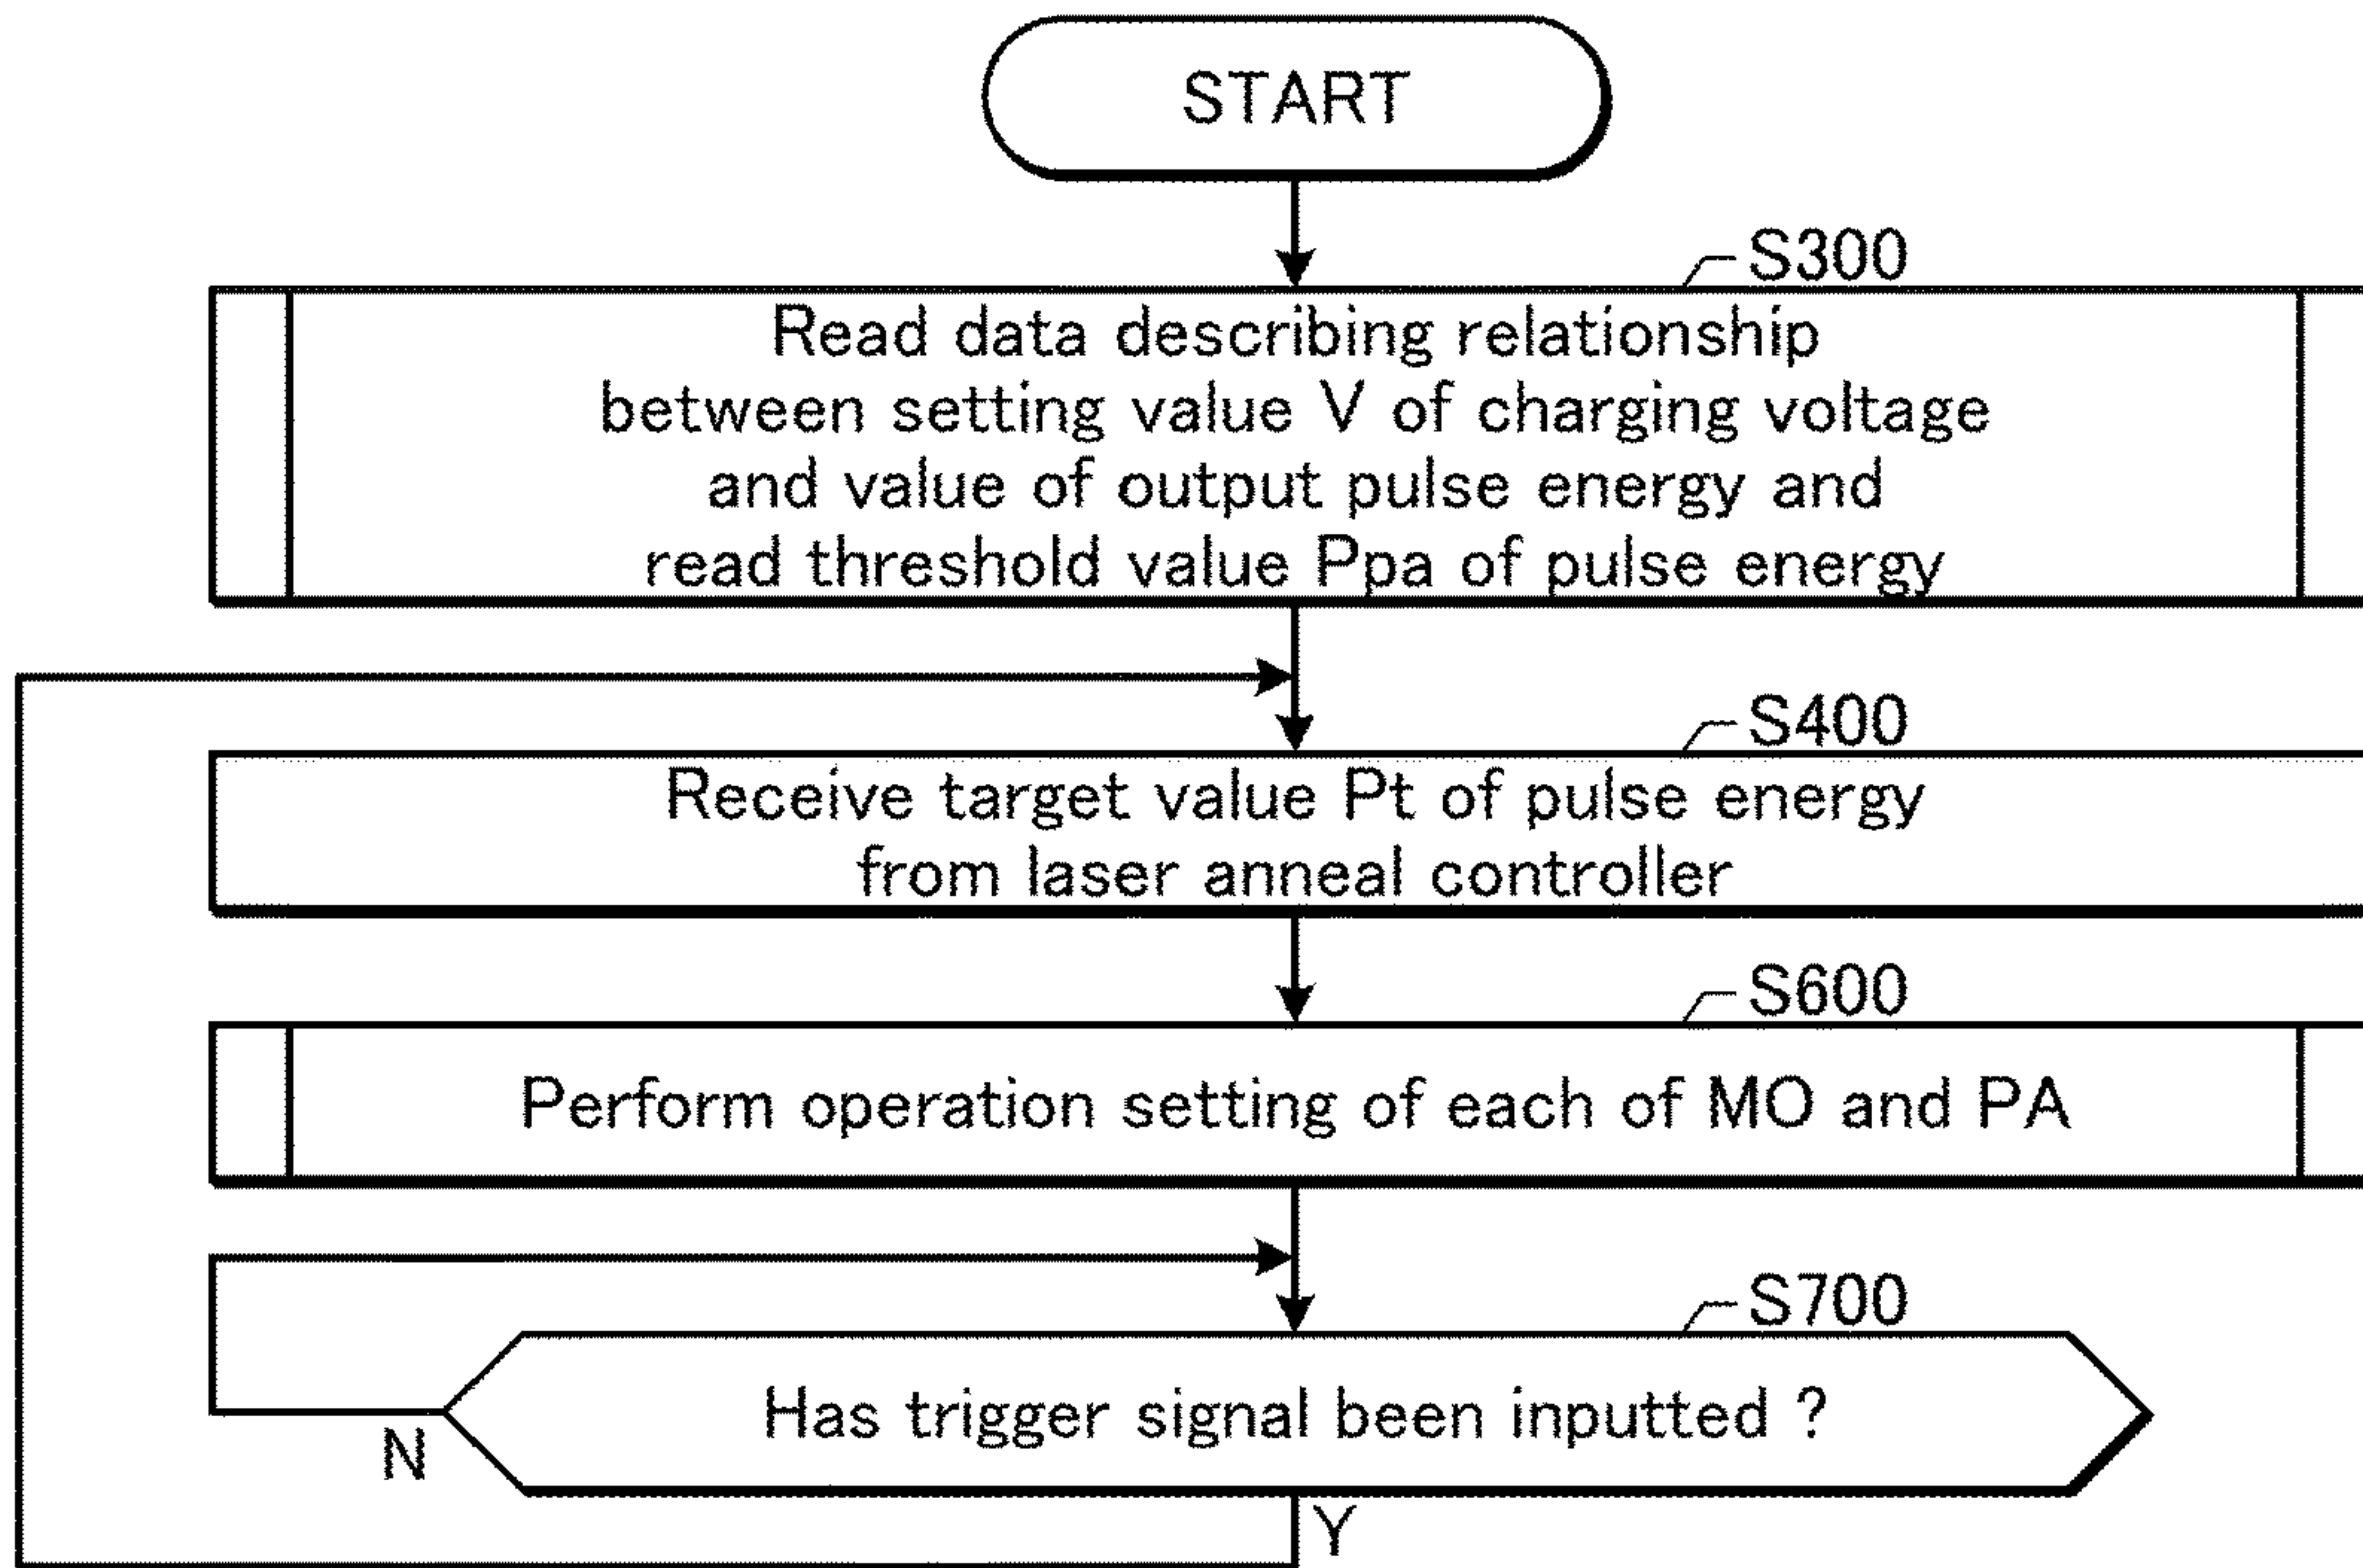 START
S300
Read data describing relationship
between setting value V of charging voltage
and value of output pulse energy and
read threshold value Ppa of pulse energy
S400
Receive target value Pt of pulse energy
from laser anneal controller
S600
Perform operation setting of each of MO and PA
S700
Has trigger signal been inputted ?
N
Y